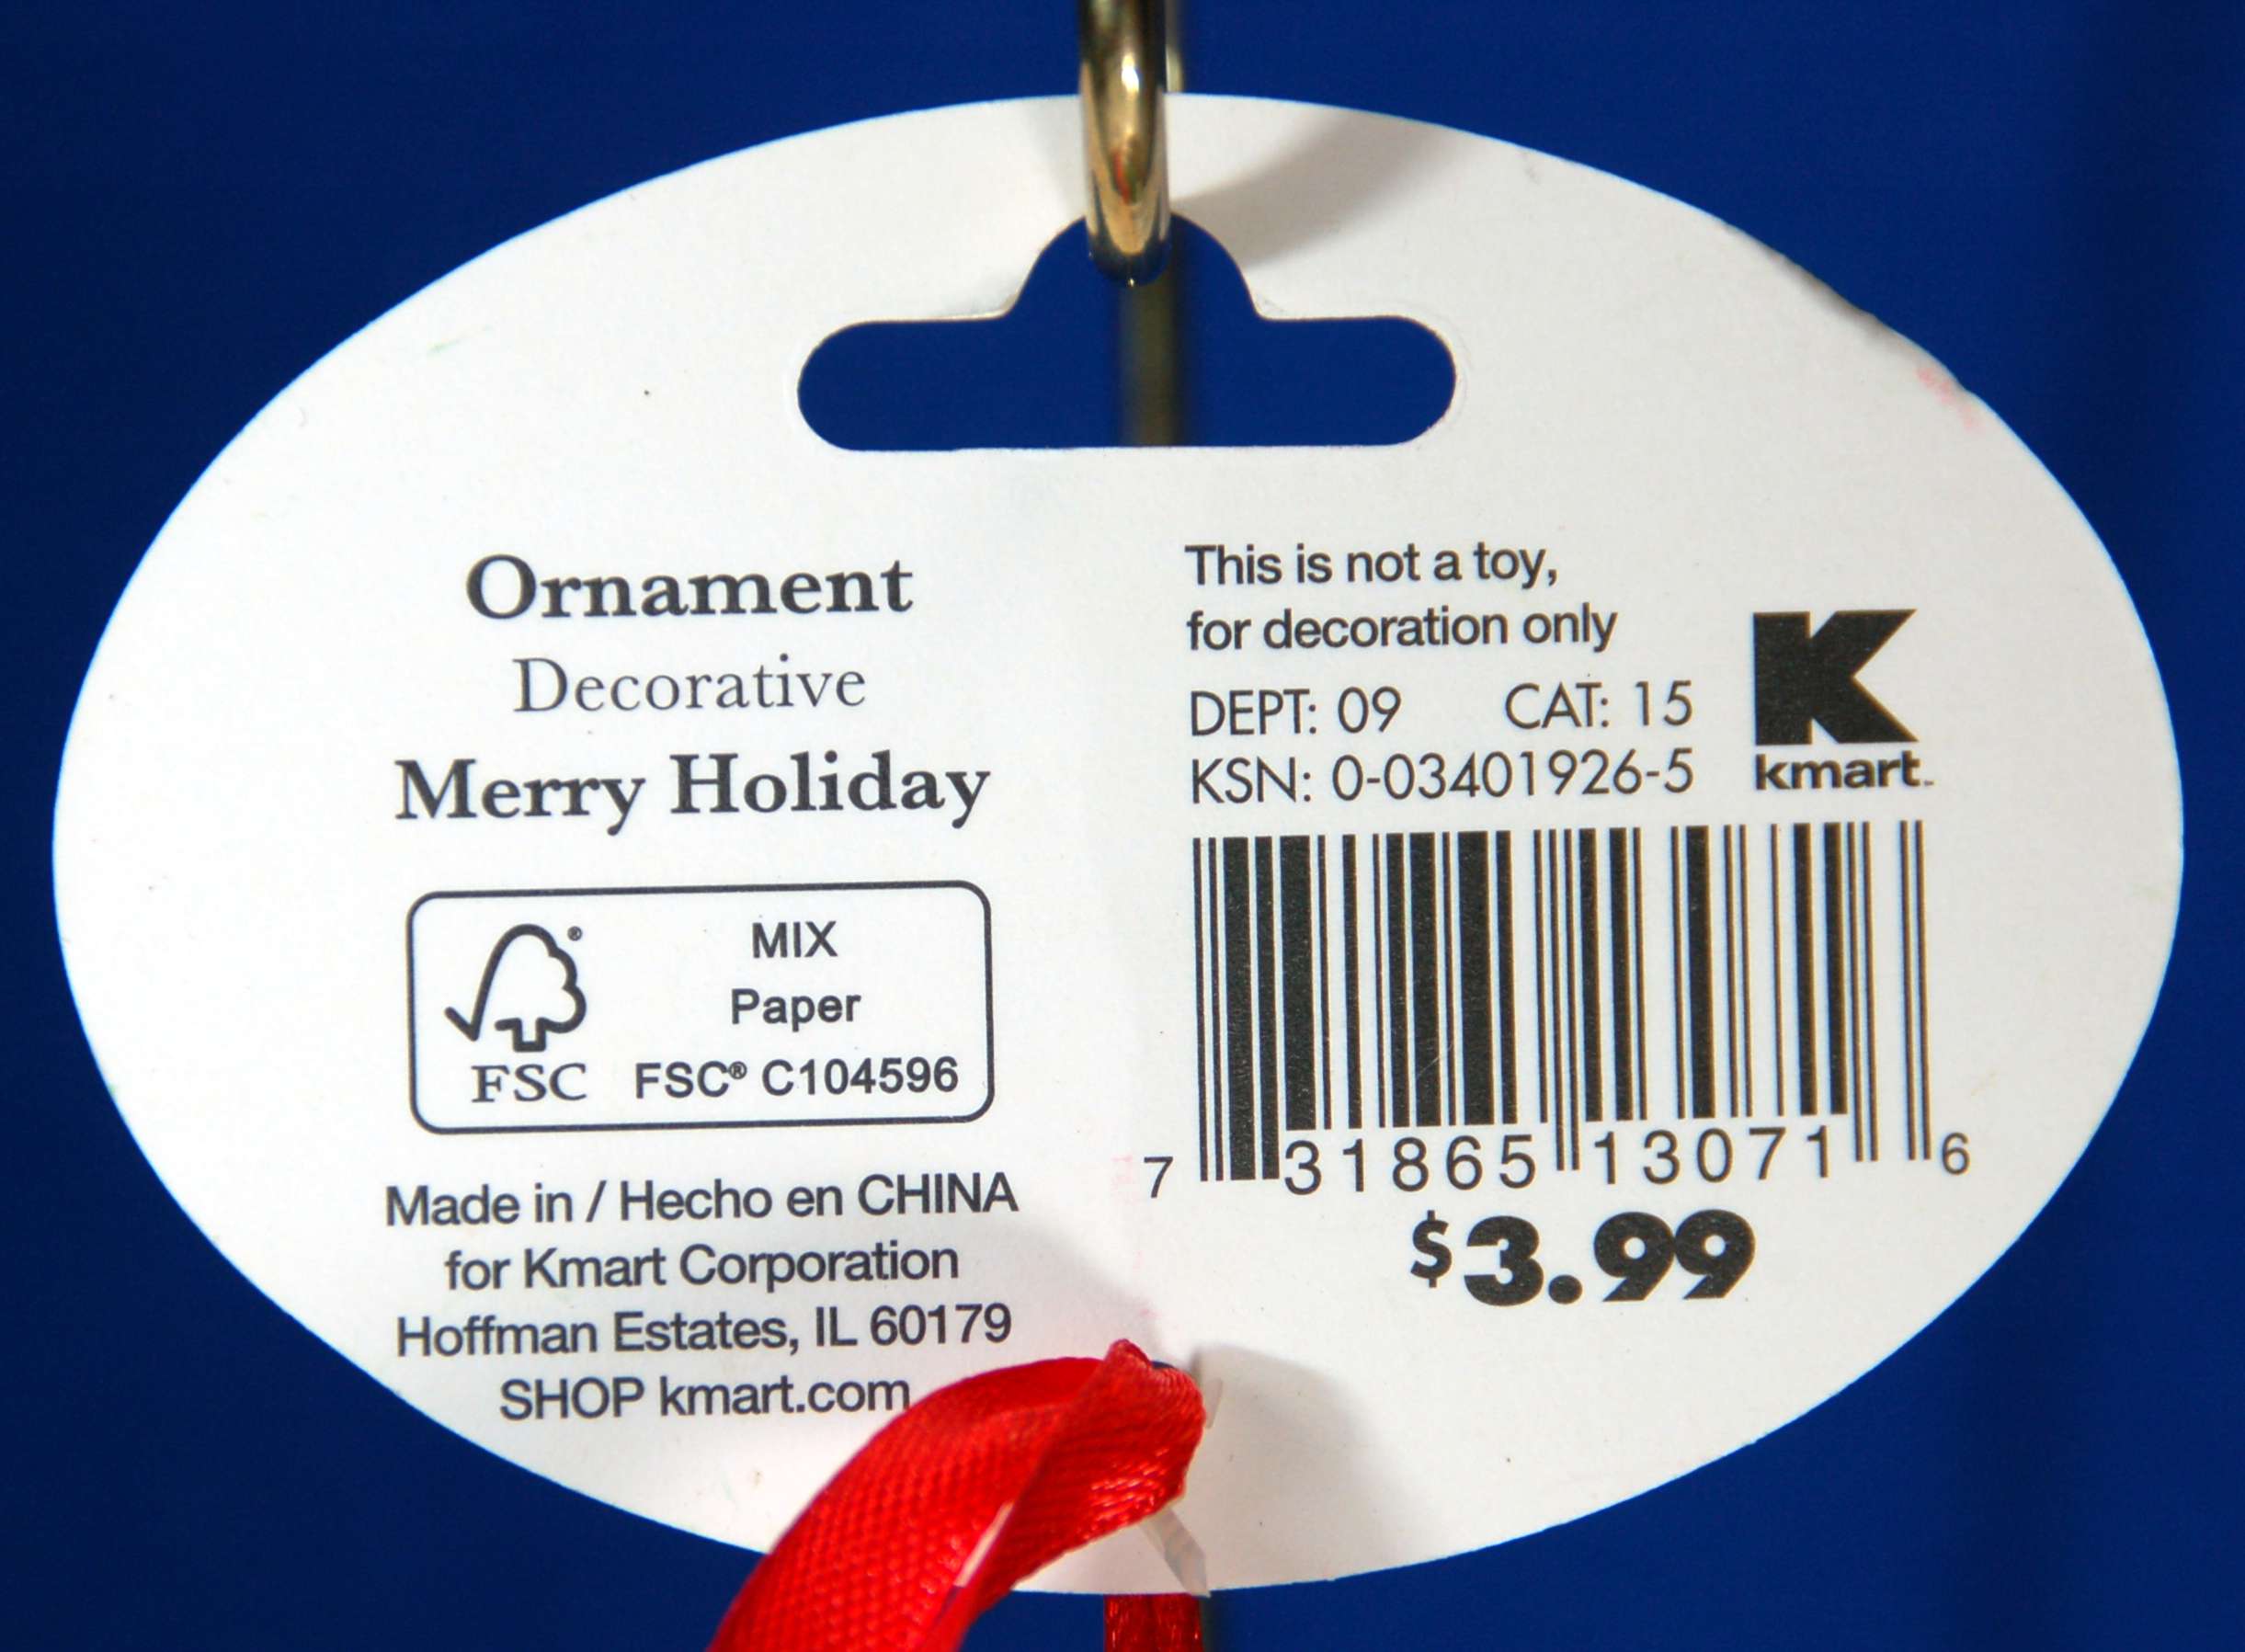 Ornament
Decorative
Merry Holiday
FSC
MIX
Paper
FSC® C104596
Made in / Hecho en CHINA
for Kmart Corporation
Hoffman Estates, IL 60179
SHOP kmart.com
This is not a toy,
for decoration only
DEPT: 09 CAT: 15
KSN: 0-03401926-5
K
kmart™
7 31865 13071 6
$3.99